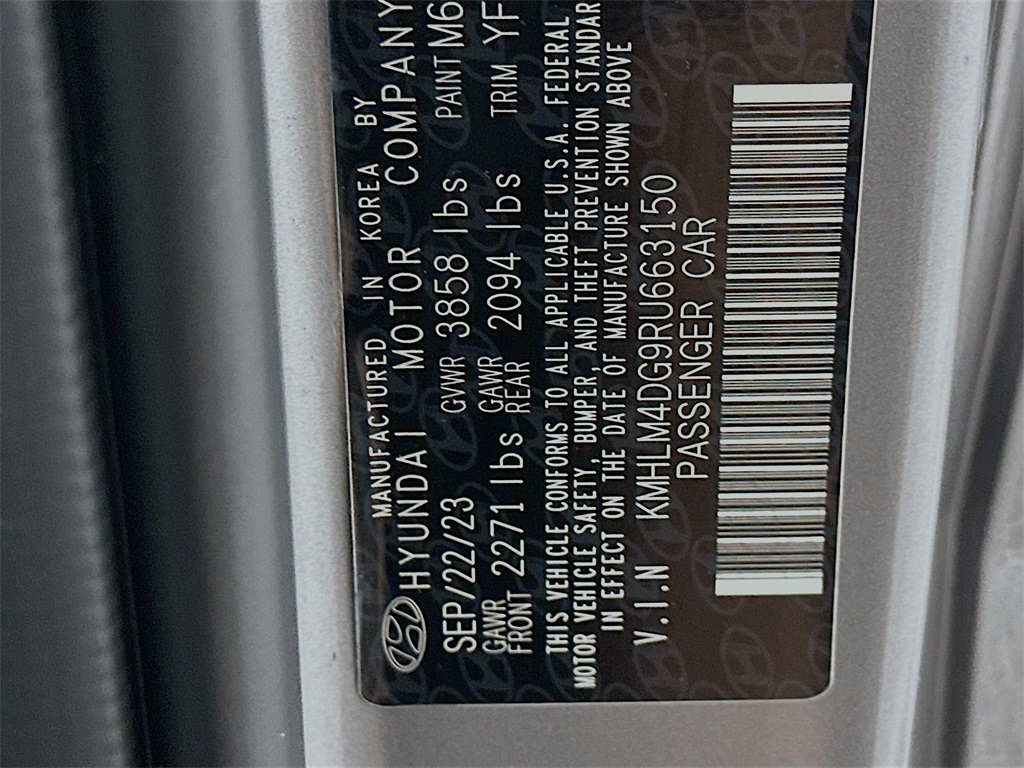 MANUFACTURED IN KOREA BY
HYUNDAI MOTOR COMPANY
SEP/22/23 GVWR 3858 lbs PAINT M6
GAWR FRONT 2271 lbs GAWR REAR 2094 lbs TRIM YF
THIS VEHICLE CONFORMS TO ALL APPLICABLE U.S.A. FEDERAL
MOTOR VEHICLE SAFETY, BUMPER, AND THEFT PREVENTION STANDAR
IN EFFECT ON THE DATE OF MANUFACTURE SHOWN ABOVE
V.I.N KMHLM4DG9RU663150
PASSENGER CAR